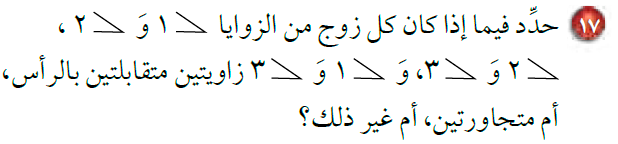 ١٧ حدِّد فيما إذا كان كل زوج من الزوايا ∠١ وَ ∠٢ ،
∠٢ وَ ∠٣، وَ ∠١ وَ ∠٣ زاويتين متقابلتين بالرأس،
أم متجاورتين، أم غير ذلك؟